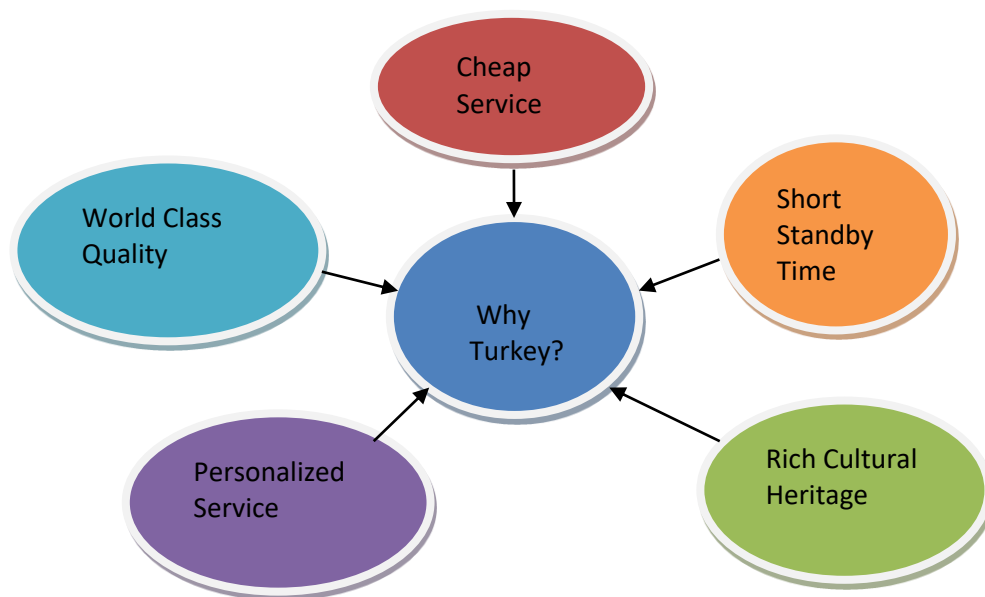 Cheap
Service
World Class
Quality
Short
Standby
Time
Why
Turkey?
Personalized
Service
Rich Cultural
Heritage